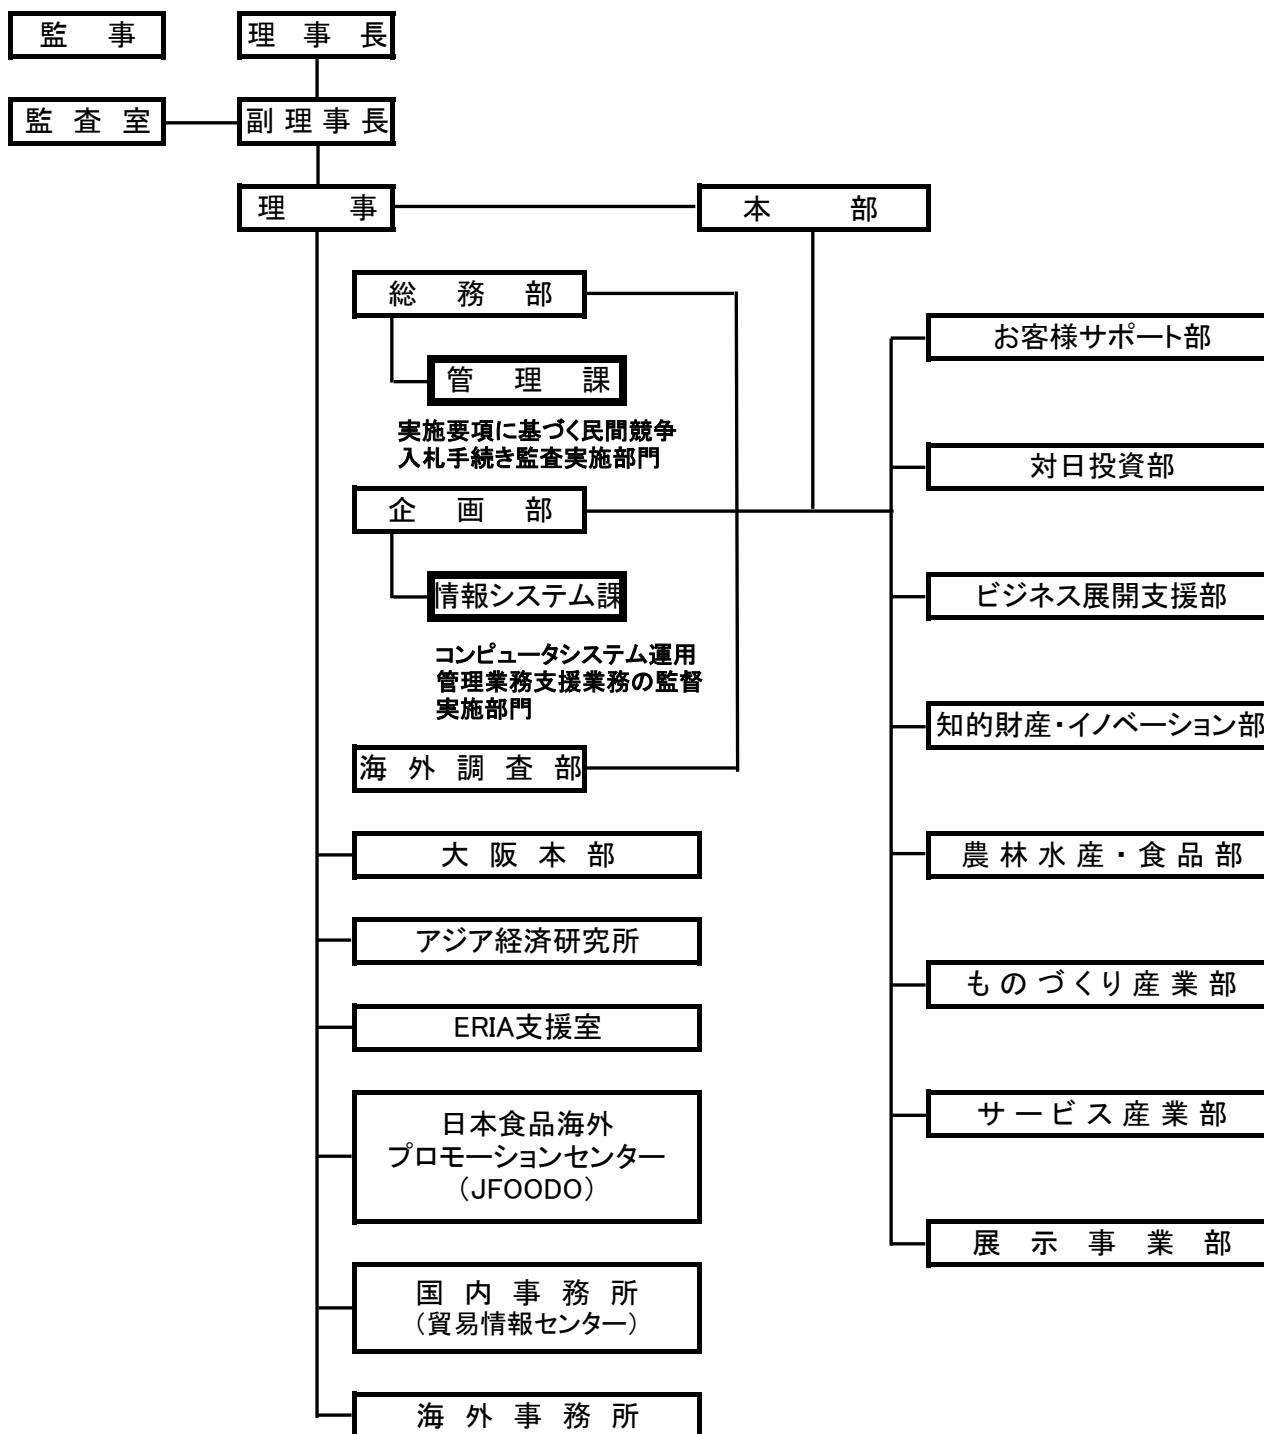 監事
理事長
監査室
副理事長
理事
本部
総務部
管理課
実施要項に基づく民間競争
入札手続き監査実施部門
企画部
情報システム課
コンピュータシステム運用
管理業務支援業務の監督
実施部門
海外調査部
大阪本部
アジア経済研究所
ERIA支援室
日本食品海外
プロモーションセンター
（JFOODO）
国内事務所
（貿易情報センター）
海外事務所
お客様サポート部
対日投資部
ビジネス展開支援部
知的財産・イノベーション部
農林水産・食品部
ものづくり産業部
サービス産業部
展示事業部